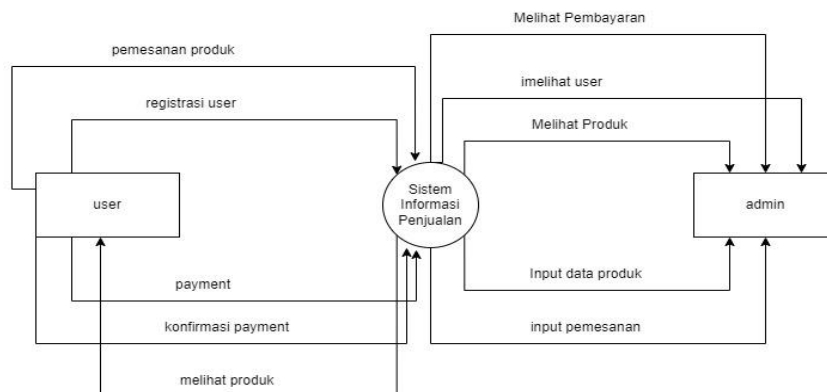 Melihat Pembayaran
pemesanan produk
imelihat user
registrasi user
Melihat Produk
user
Sistem
Informasi
Penjualan
admin
payment
Input data produk
konfirmasi payment
input pemesanan
melihat produk